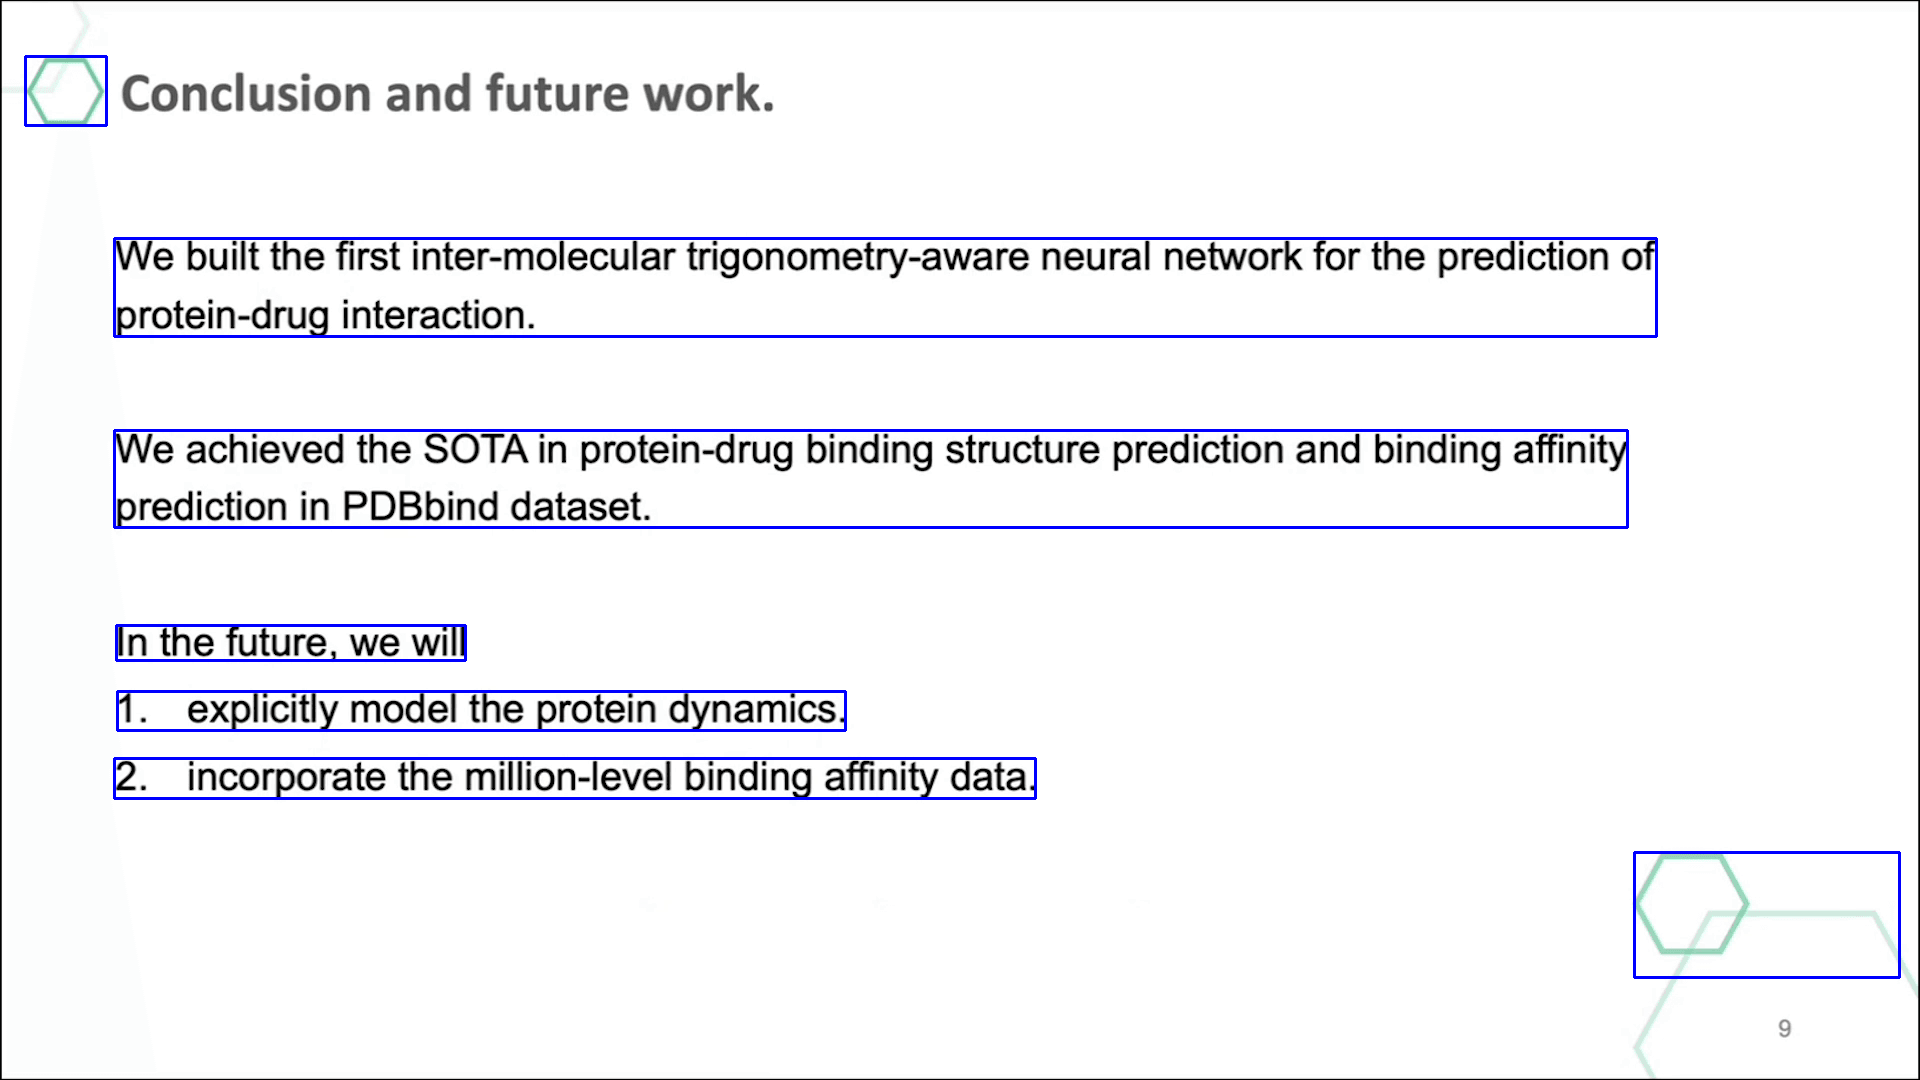 Conclusion and future work.
We built the first inter-molecular trigonometry-aware neural network for the prediction of
protein-drug interaction.
We achieved the SOTA in protein-drug binding structure prediction and binding affinity
prediction in PDBbind dataset.
In the future, we will
1. explicitly model the protein dynamics.
2. incorporate the million-level binding affinity data.
9